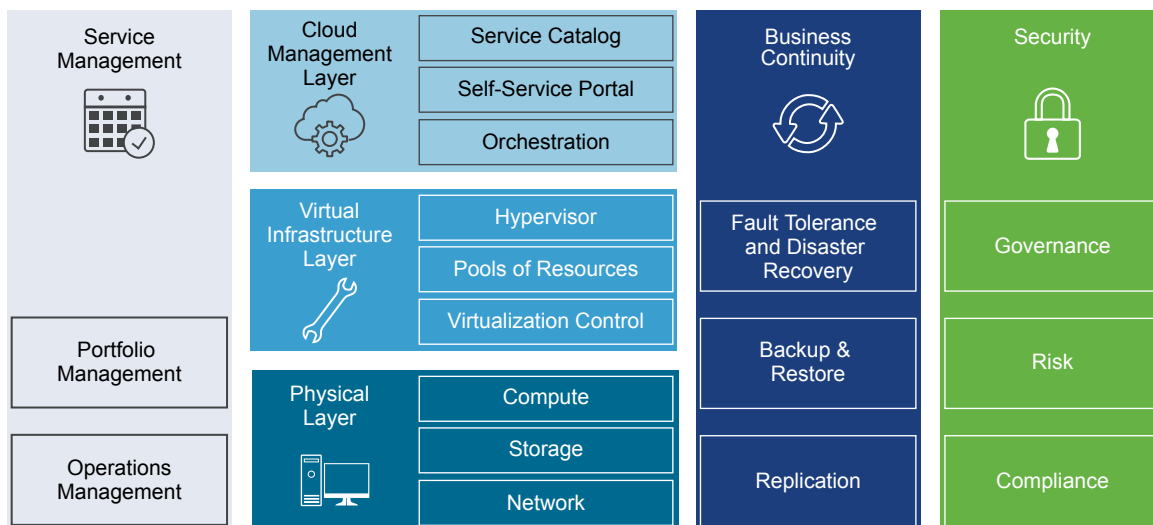 Service
Management
Portfolio
Management
Operations
Management
Cloud
Management
Layer
Service Catalog
Self-Service Portal
Orchestration
Virtual
Infrastructure
Layer
Hypervisor
Pools of Resources
Virtualization Control
Physical
Layer
Compute
Storage
Network
Business
Continuity
Fault Tolerance
and Disaster
Recovery
Backup &
Restore
Replication
Security
Governance
Risk
Compliance